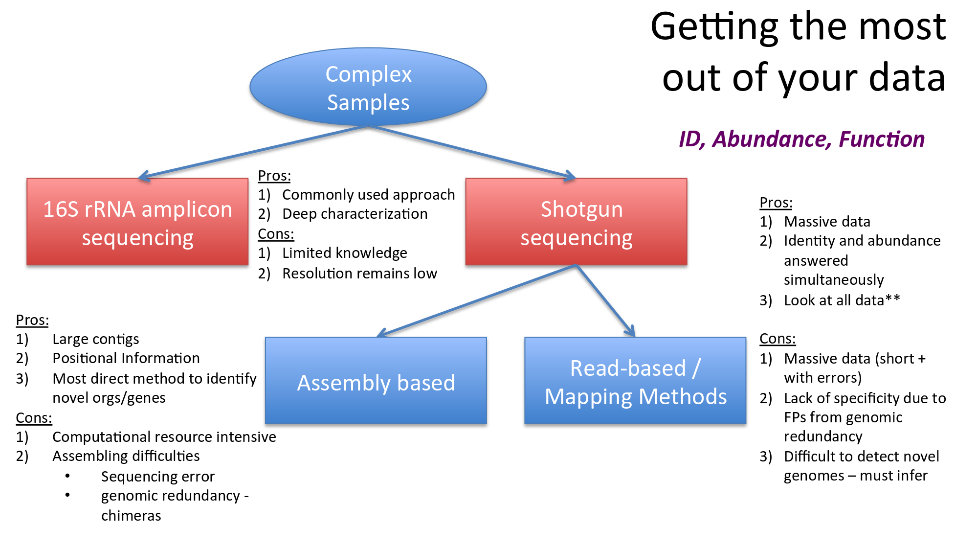 Getting the most
out of your data
ID, Abundance, Function
Complex
Samples
16S rRNA amplicon
sequencing
Pros:
1) Commonly used approach
2) Deep characterization
Cons:
1) Limited knowledge
2) Resolution remains low
Shotgun
sequencing
Pros:
1) Massive data
2) Identity and abundance
answered
simultaneously
3) Look at all data**
Cons:
1) Massive data (short +
with errors)
2) Lack of specificity due to
FPs from genomic
redundancy
3) Difficult to detect novel
genomes – must infer
Pros:
1) Large contigs
2) Positional Information
3) Most direct method to identify
novel orgs/genes
Cons:
1) Computational resource intensive
2) Assembling difficulties
• Sequencing error
• genomic redundancy -
chimeras
Assembly based
Read-based /
Mapping Methods